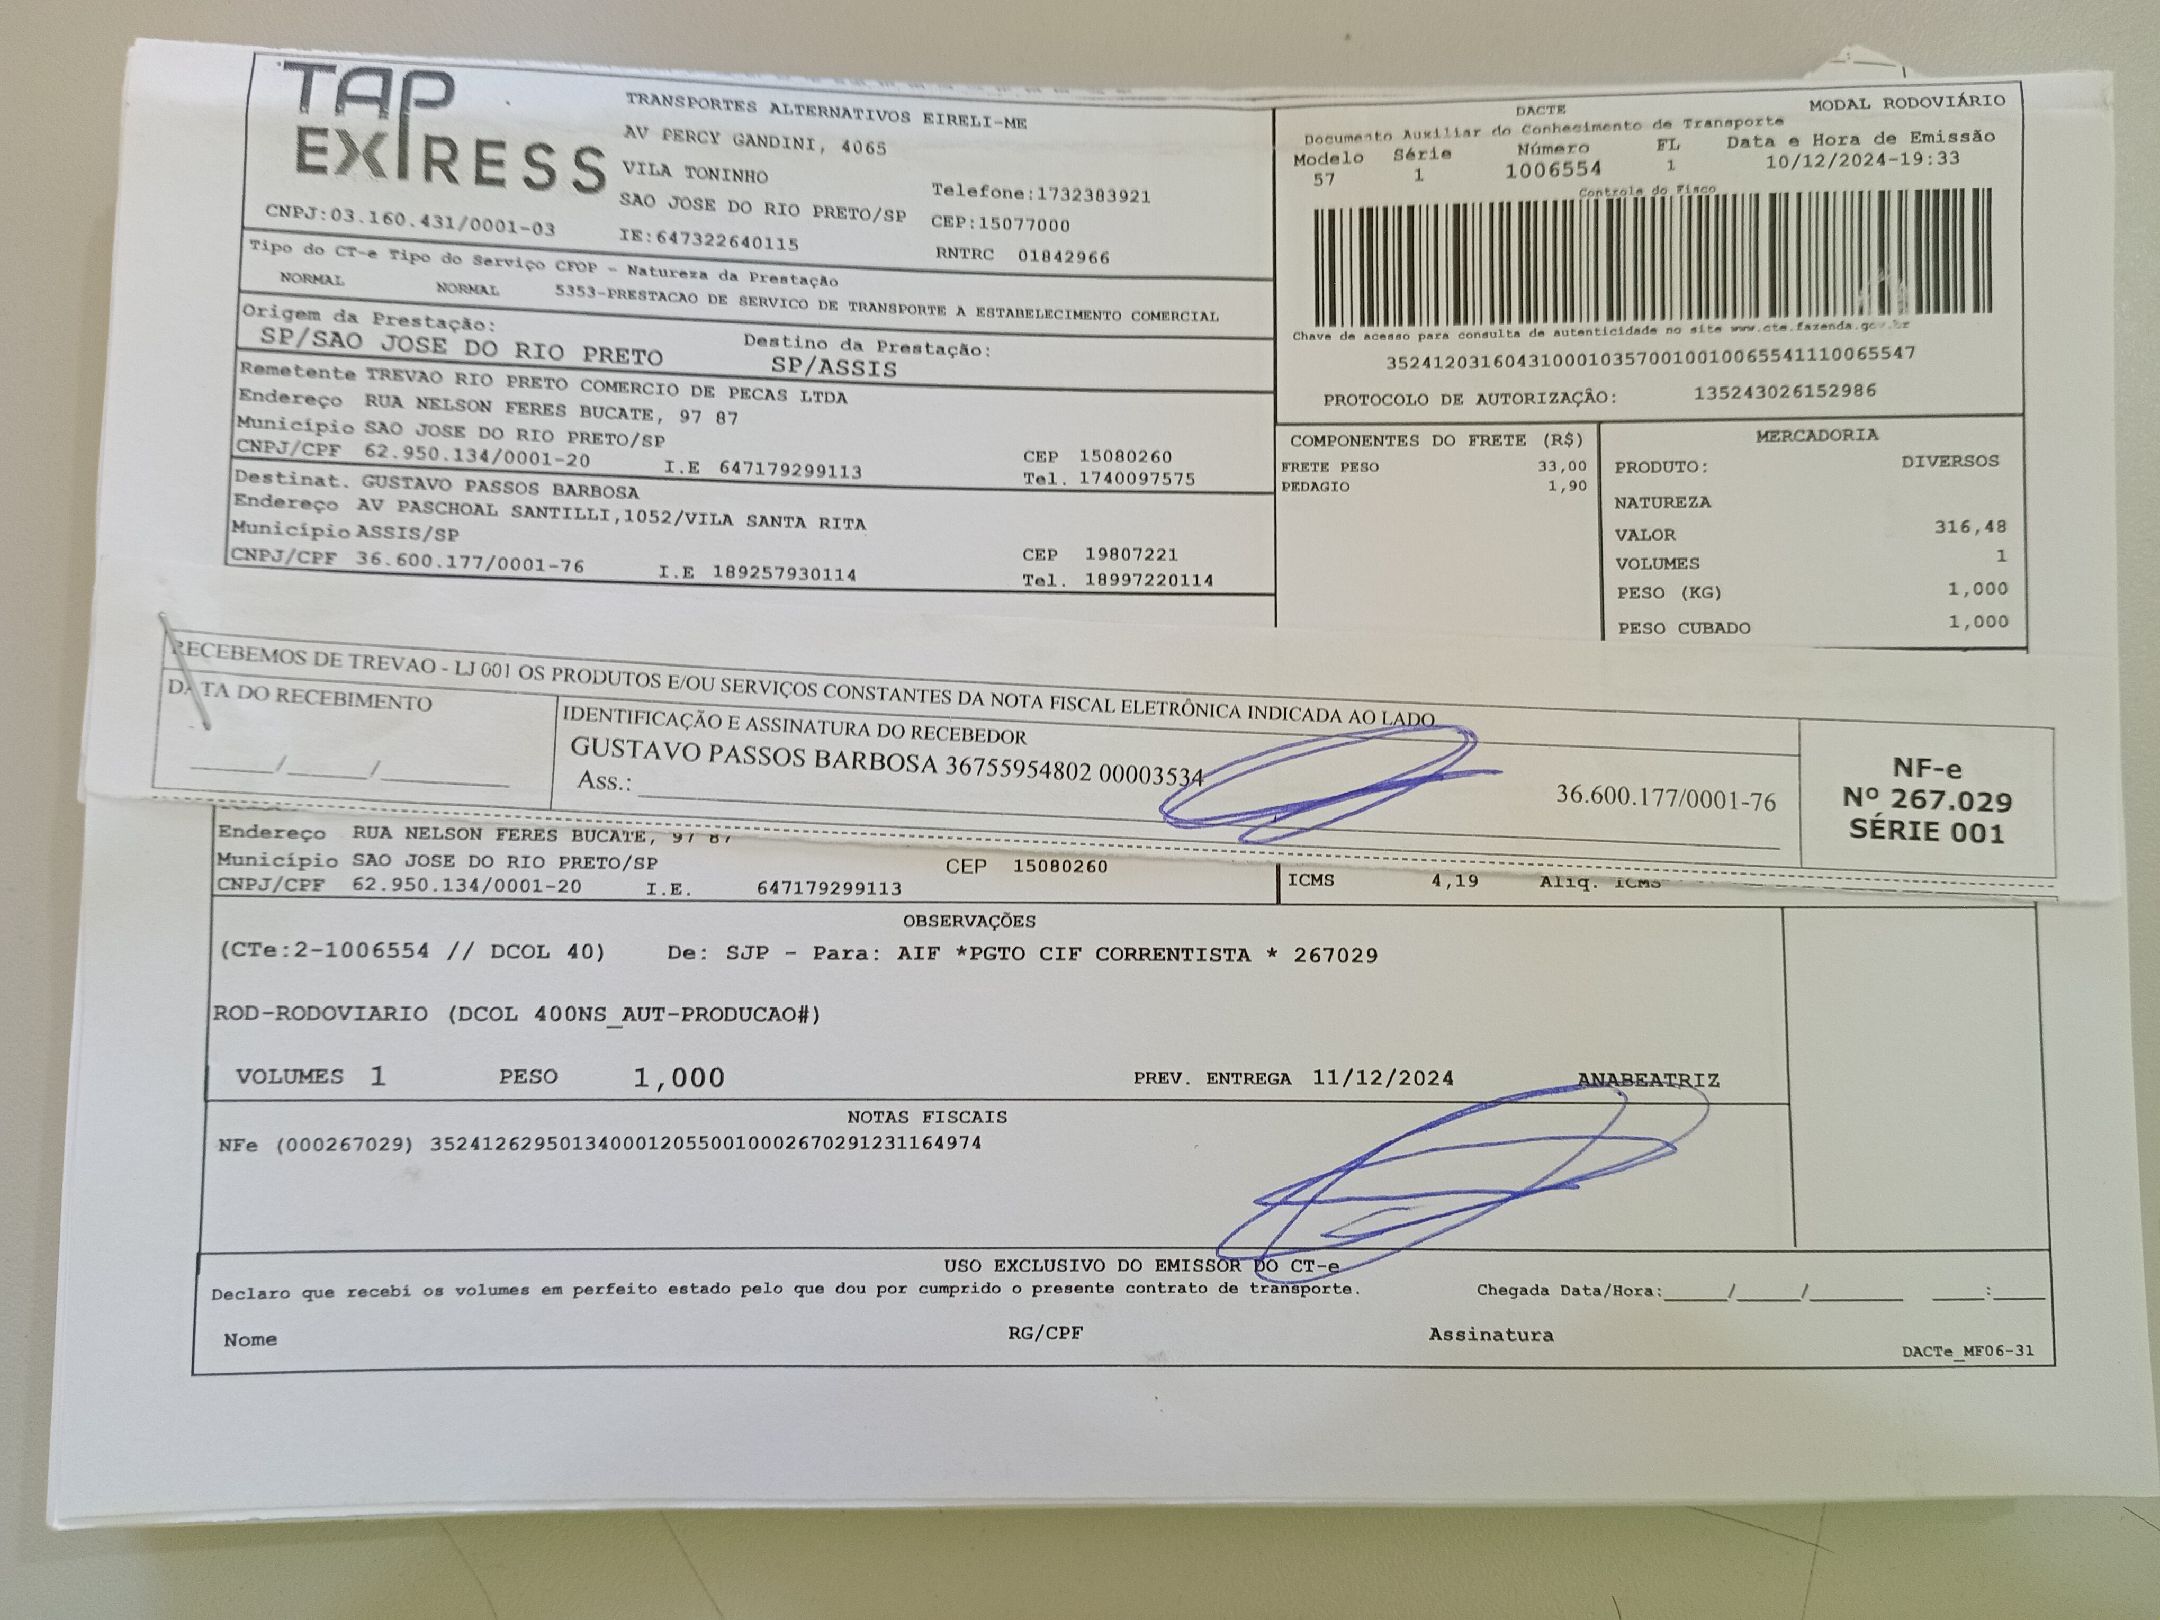 TAP
EXPRESS
TRANSPORTES ALTERNATIVOS EIRELI-ME
AV PERCY GANDINI, 4065
VILA TONINHO
SAO JOSE DO RIO PRETO/SP
Telefone:1732383921
CEP:15077000
CNPJ:03.160.431/0001-03
IE:647322640115
RNTRC 01842966
DACTE
MODAL RODOVIÁRIO
Documento Auxiliar do Conhecimento de Transporte
Modelo Série Número FL Data e Hora de Emissão
57 1 1006554 1 10/12/2024-19:33
Controle do Fisco
Chave de acesso para consulta de autenticidade no site www.cte.fazenda.gov.br
35241203160431000103570010010065541110065547
PROTOCOLO DE AUTORIZAÇÃO: 135243026152986
Tipo do CT-e Tipo do Serviço CFOP - Natureza da Prestação
NORMAL NORMAL 5353-PRESTACAO DE SERVICO DE TRANSPORTE A ESTABELECIMENTO COMERCIAL
Origem da Prestação: Destino da Prestação:
SP/SAO JOSE DO RIO PRETO SP/ASSIS
Remetente TREVAO RIO PRETO COMERCIO DE PECAS LTDA
Endereço RUA NELSON FERES BUCATE, 97 87
Município SAO JOSE DO RIO PRETO/SP CEP 15080260
CNPJ/CPF 62.950.134/0001-20 I.E 647179299113 Tel. 1740097575
Destinat. GUSTAVO PASSOS BARBOSA
Endereço AV PASCHOAL SANTILLI,1052/VILA SANTA RITA
Município ASSIS/SP CEP 19807221
CNPJ/CPF 36.600.177/0001-76 I.E 189257930114 Tel. 18997220114
COMPONENTES DO FRETE (R$)
FRETE PESO 33,00
PEDAGIO 1,90
MERCADORIA
PRODUTO: DIVERSOS
NATUREZA
VALOR 316,48
VOLUMES 1
PESO (KG) 1,000
PESO CUBADO 1,000
RECEBEMOS DE TREVAO - LJ 001 OS PRODUTOS E/OU SERVIÇOS CONSTANTES DA NOTA FISCAL ELETRÔNICA INDICADA AO LADO
DATA DO RECEBIMENTO
____/____/______
IDENTIFICAÇÃO E ASSINATURA DO RECEBEDOR
GUSTAVO PASSOS BARBOSA 36755954802 00003534
36.600.177/0001-76
Ass.:
NF-e
Nº 267.029
SÉRIE 001
Endereço RUA NELSON FERES BUCATE, 97 87
Município SAO JOSE DO RIO PRETO/SP CEP 15080260
CNPJ/CPF 62.950.134/0001-20 I.E. 647179299113
ICMS 4,19 Aliq. ICMS
OBSERVAÇÕES
(CTe:2-1006554 // DCOL 40) De: SJP - Para: AIF *PGTO CIF CORRENTISTA * 267029
ROD-RODOVIARIO (DCOL 400NS_AUT-PRODUCAO#)
VOLUMES 1 PESO 1,000 PREV. ENTREGA 11/12/2024 ANABEATRIZ
NOTAS FISCAIS
NFe (000267029) 35241262950134000120550010002670291231164974
USO EXCLUSIVO DO EMISSOR DO CT-e
Declaro que recebi os volumes em perfeito estado pelo que dou por cumprido o presente contrato de transporte. Chegada Data/Hora:____/____/______ ____:____
Nome RG/CPF Assinatura
DACTe_MF06-31